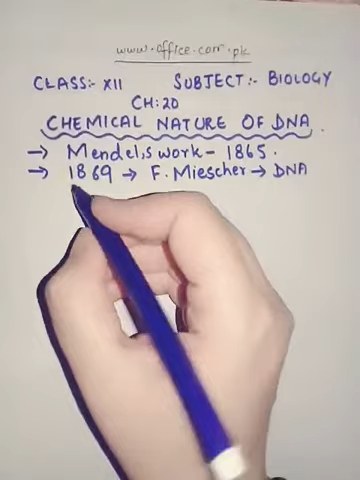 www.office.com.pk
CLASS:- XII SUBJECT:- BIOLOGY
CH:20
CHEMICAL NATURE OF DNA.
→ Mendel,s work - 1865.
→ 1869 → F. Miescher → DNA